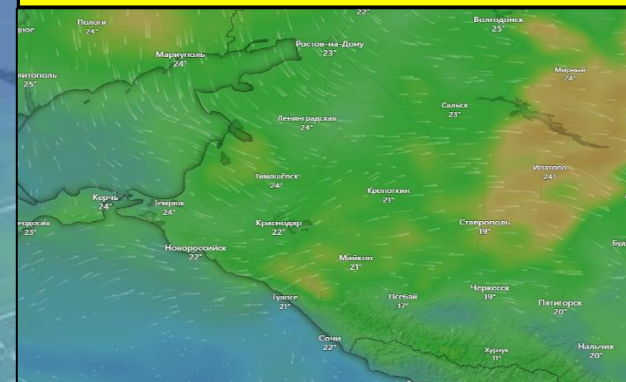 22°
Пологи
24°
Волгодонск
25°
Ростов-на-Дону
23°
Мариуполь
24°
Мирный
24°
итополь
25°
Сальск
23°
Ленинградская
24°
Ипатово
24°
Тимашёвск
24°
Кропоткин
21°
Керчь
24°
Темрюк
24°
еодосия
23°
Краснодар
22°
Ставрополь
19°
Новороссийск
22°
Буд
Майкоп
21°
Туапсе
21°
Псебай
17°
Черкесск
19°
Пятигорск
20°
Сочи
22°
Хурзук
11°
Нальчик
20°